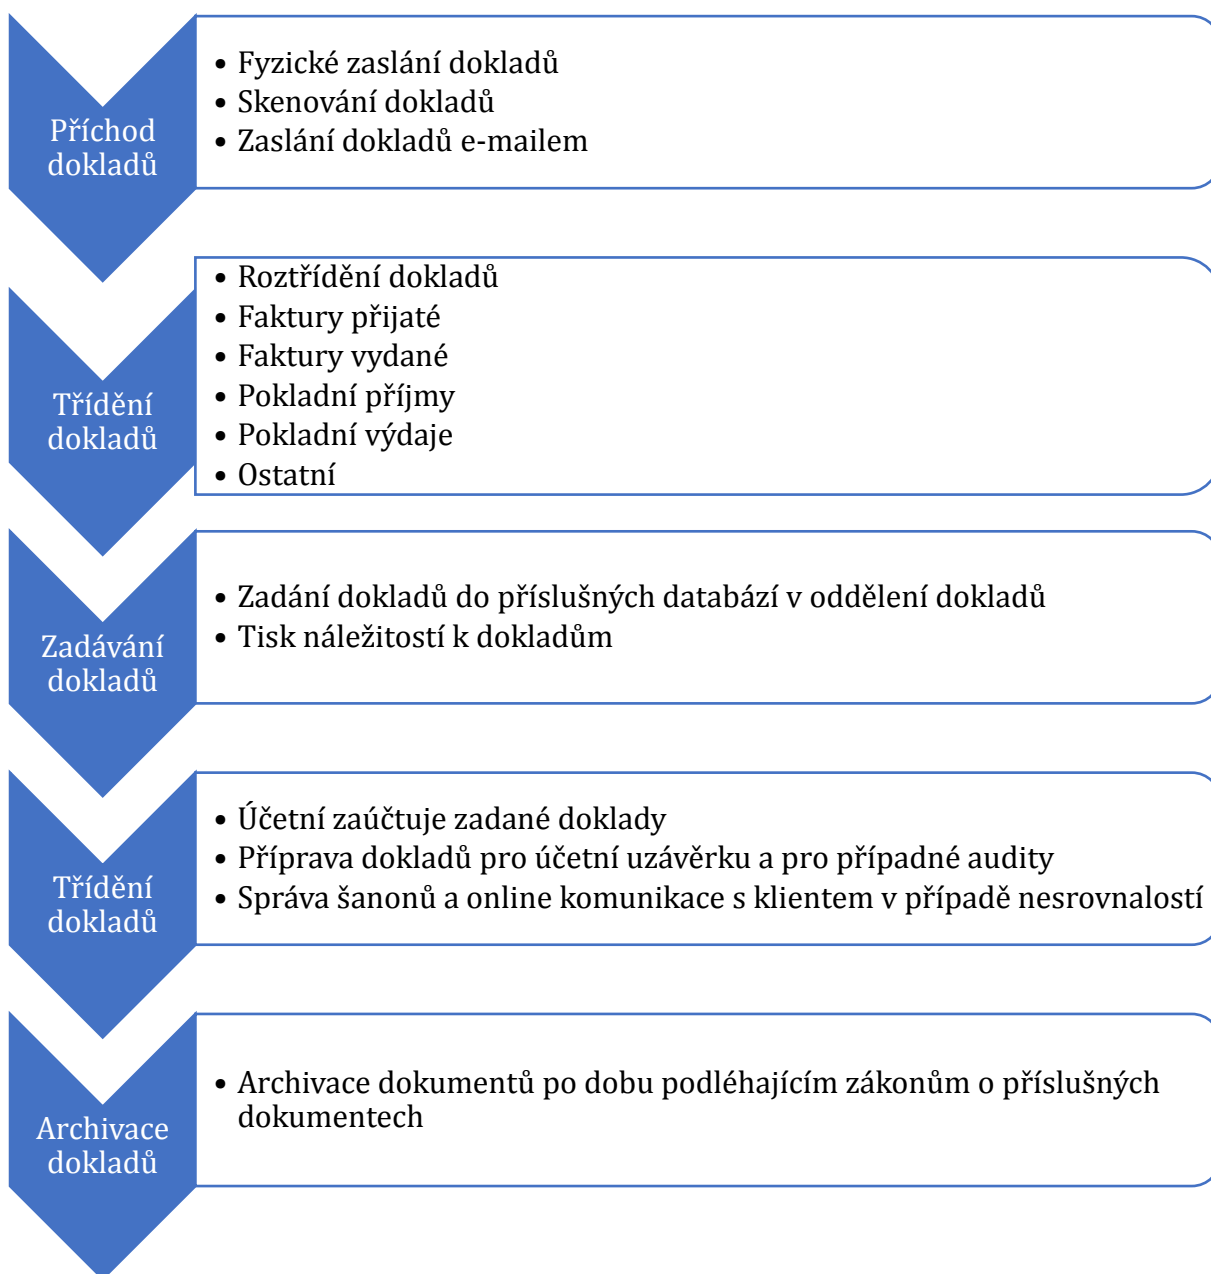 Příchod
dokladů
• Fyzické zaslání dokladů
• Skenování dokladů
• Zaslání dokladů e-mailem
Třídění
dokladů
• Roztřídění dokladů
• Faktury přijaté
• Faktury vydané
• Pokladní příjmy
• Pokladní výdaje
• Ostatní
Zadávání
dokladů
• Zadání dokladů do příslušných databází v oddělení dokladů
• Tisk náležitostí k dokladům
Třídění
dokladů
• Účetní zaúčtuje zadané doklady
• Příprava dokladů pro účetní uzávěrku a pro případné audity
• Správa šanonů a online komunikace s klientem v případě nesrovnalostí
Archivace
dokladů
• Archivace dokumentů po dobu podléhajícím zákonům o příslušných
dokumentech